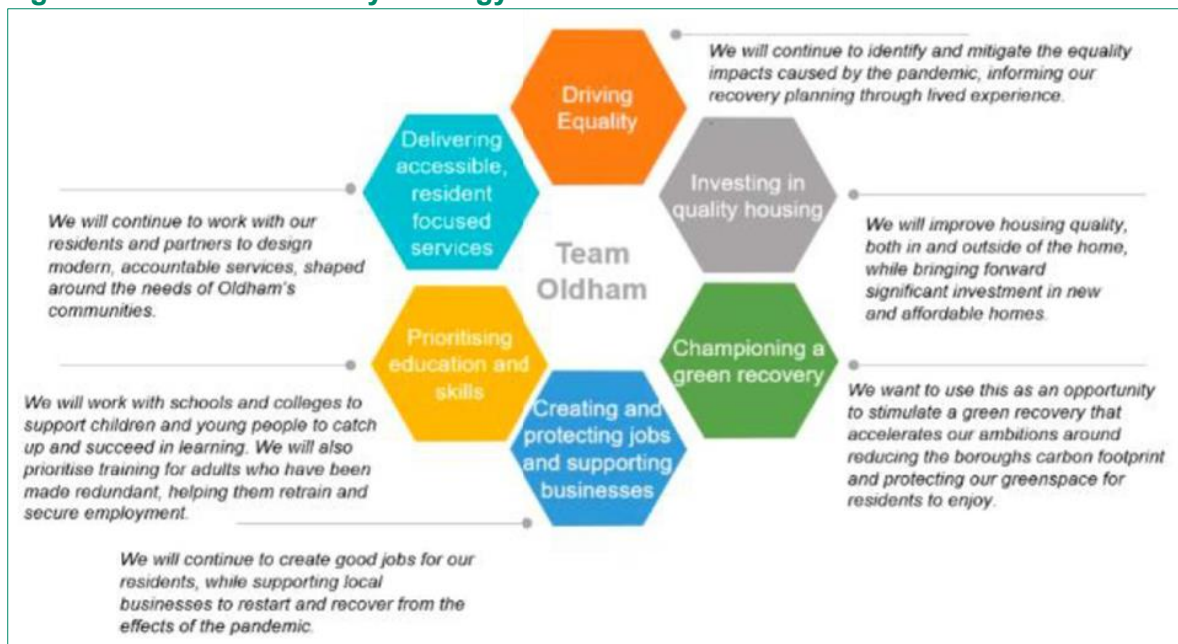 We will continue to identify and mitigate the equality
impacts caused by the pandemic, informing our
recovery planning through lived experience.
Driving
Equality
Delivering
accessible,
resident
focused
services
Investing in
quality housing
We will continue to work with our
residents and partners to design
modern, accountable services, shaped
around the needs of Oldham's
communities.
Team
Oldham
We will improve housing quality,
both in and outside of the home,
while bringing forward
significant investment in new
and affordable homes.
Prioritising
education and
skills
Championing a
green recovery
We will work with schools and colleges to
support children and young people to catch
up and succeed in learning. We will also
prioritise training for adults who have been
made redundant, helping them retrain and
secure employment.
Creating and
protecting jobs
and supporting
businesses
We want to use this as an opportunity
to stimulate a green recovery that
accelerates our ambitions around
reducing the boroughs carbon footprint
and protecting our greenspace for
residents to enjoy.
We will continue to create good jobs for our
residents, while supporting local
businesses to restart and recover from the
effects of the pandemic.